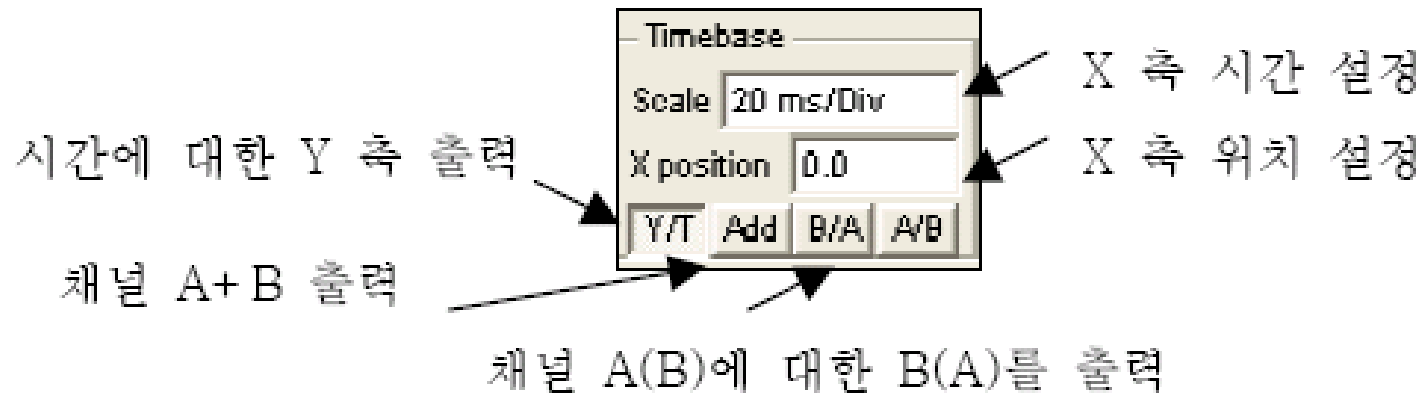 Timebase
Scale 20 ms/Div
X 축 시간 설정
시간에 대한 Y 축 출력
X position 0.0
X 축 위치 설정
Y/T Add B/A A/B
채널 A+B 출력
채널 A(B)에 대한 B(A)를 출력